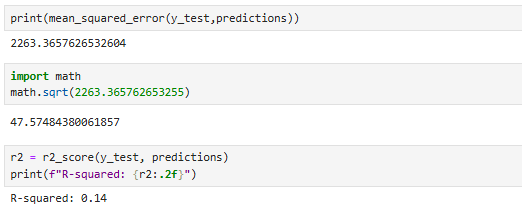 print(mean_squared_error(y_test,predictions))
2263.3657626532604
import math
math.sqrt(2263.365762653255)
47.57484380061857
r2 = r2_score(y_test, predictions)
print(f"R-squared: {r2:.2f}")
R-squared: 0.14